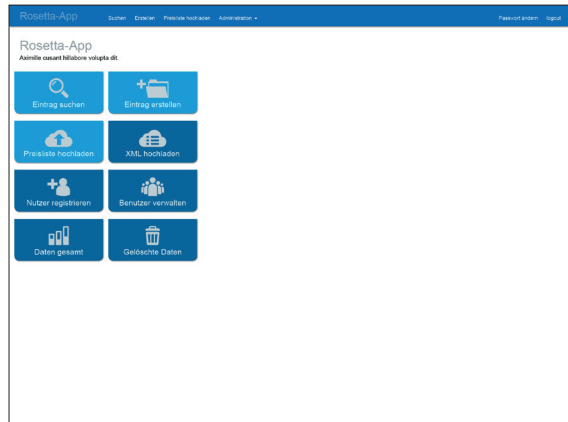 Rosetta-App Suchen Erstellen Preisliste hochladen Administration Passwort ändern logout
Rosetta-App
Aximille cusant hillabore volupta dit.
Eintrag suchen Eintrag erstellen
Preisliste hochladen XML hochladen
Nutzer registrieren Benutzer verwalten
Daten gesamt Gelöschte Daten